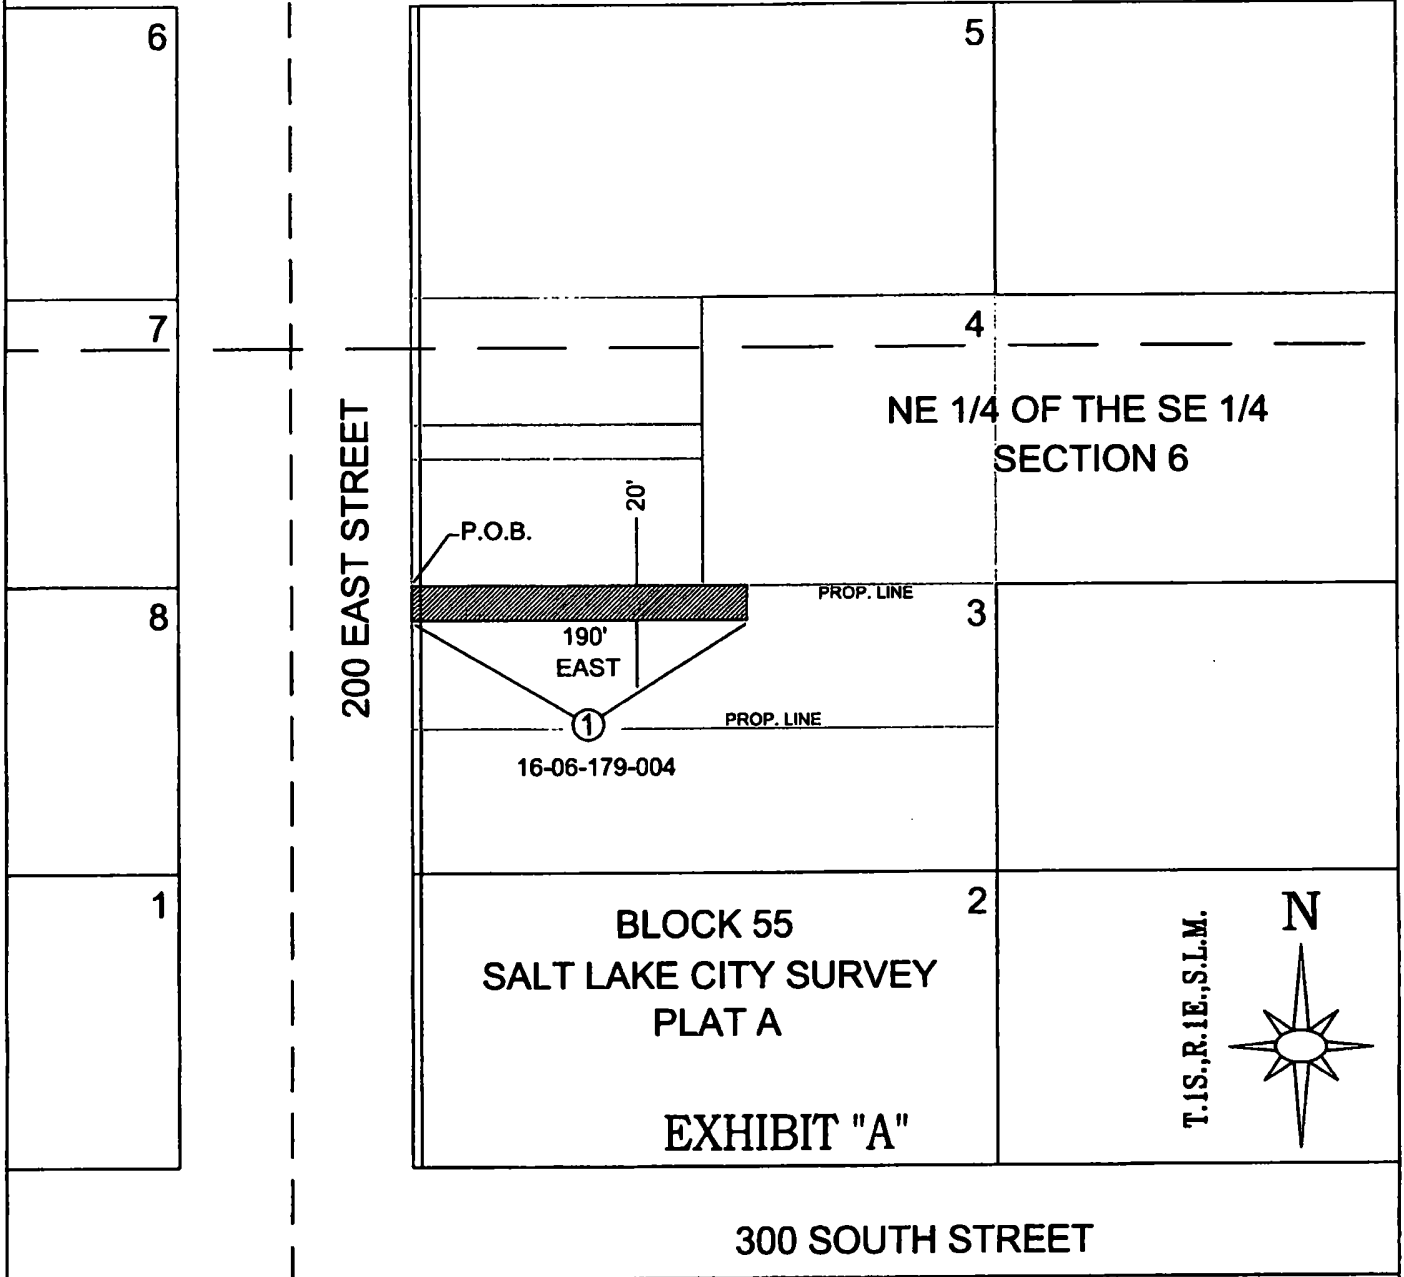 6
5
7
4
NE 1/4 OF THE SE 1/4
SECTION 6
200 EAST STREET
20'
P.O.B.
PROP. LINE
8
3
190'
EAST
PROP. LINE
1
16-06-179-004
1
2
BLOCK 55
SALT LAKE CITY SURVEY
PLAT A
N
T.1S.,R.1E.,S.L.M.
EXHIBIT "A"
300 SOUTH STREET